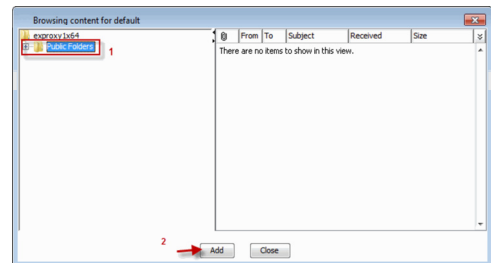 Browsing content for default
exproxy1x64
Public Folders
1
From To Subject Received Size
There are no items to show in this view.
2
Add Close